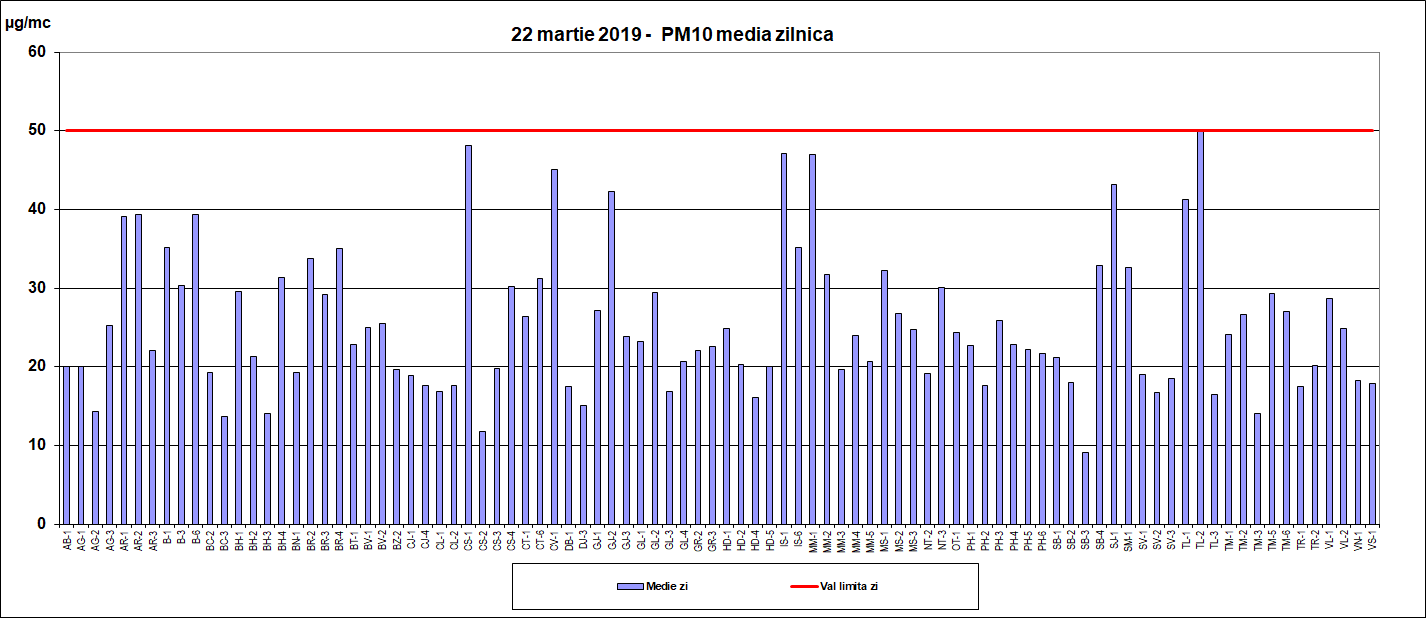 µg/mc
22 martie 2019 - PM10 media zilnica
60
50
40
30
20
10
0
AB-1 AG-1 AG-2 AG-3 AR-1 AR-2 AR-3 B-1 B-3 B-6 BC-2 BC-3 BH-1 BH-2 BH-3 BH-4 BN-1 BR-2 BR-3 BR-4 BT-1 BV-1 BV-2 BZ-2 CJ-1 CJ-4 CL-1 CL-2 CS-1 CS-2 CS-3 CS-4 CT-1 CT-6 CV-1 DB-1 DJ-3 GJ-1 GJ-2 GJ-3 GL-1 GL-2 GL-3 GL-4 GR-2 GR-3 HD-1 HD-2 HD-4 HD-5 IS-1 IS-6 MM-1 MM-2 MM-3 MM-4 MM-5 MS-1 MS-2 MS-3 NT-2 NT-3 OT-1 PH-1 PH-2 PH-3 PH-4 PH-5 PH-6 SB-1 SB-2 SB-3 SB-4 SJ-1 SM-1 SV-1 SV-2 SV-3 TL-1 TL-2 TL-3 TM-1 TM-2 TM-3 TM-5 TM-6 TR-1 TR-2 VL-1 VL-2 VN-1 VS-1
Medie zi
Val limita zi